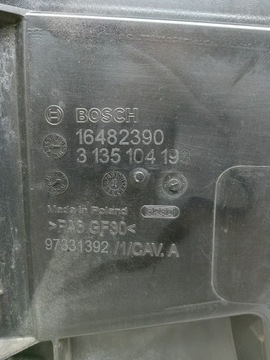 BOSCH
16482390
3 135 104 19
Made in Poland
>PA6 GF30<
97331392 /1/CAV. A